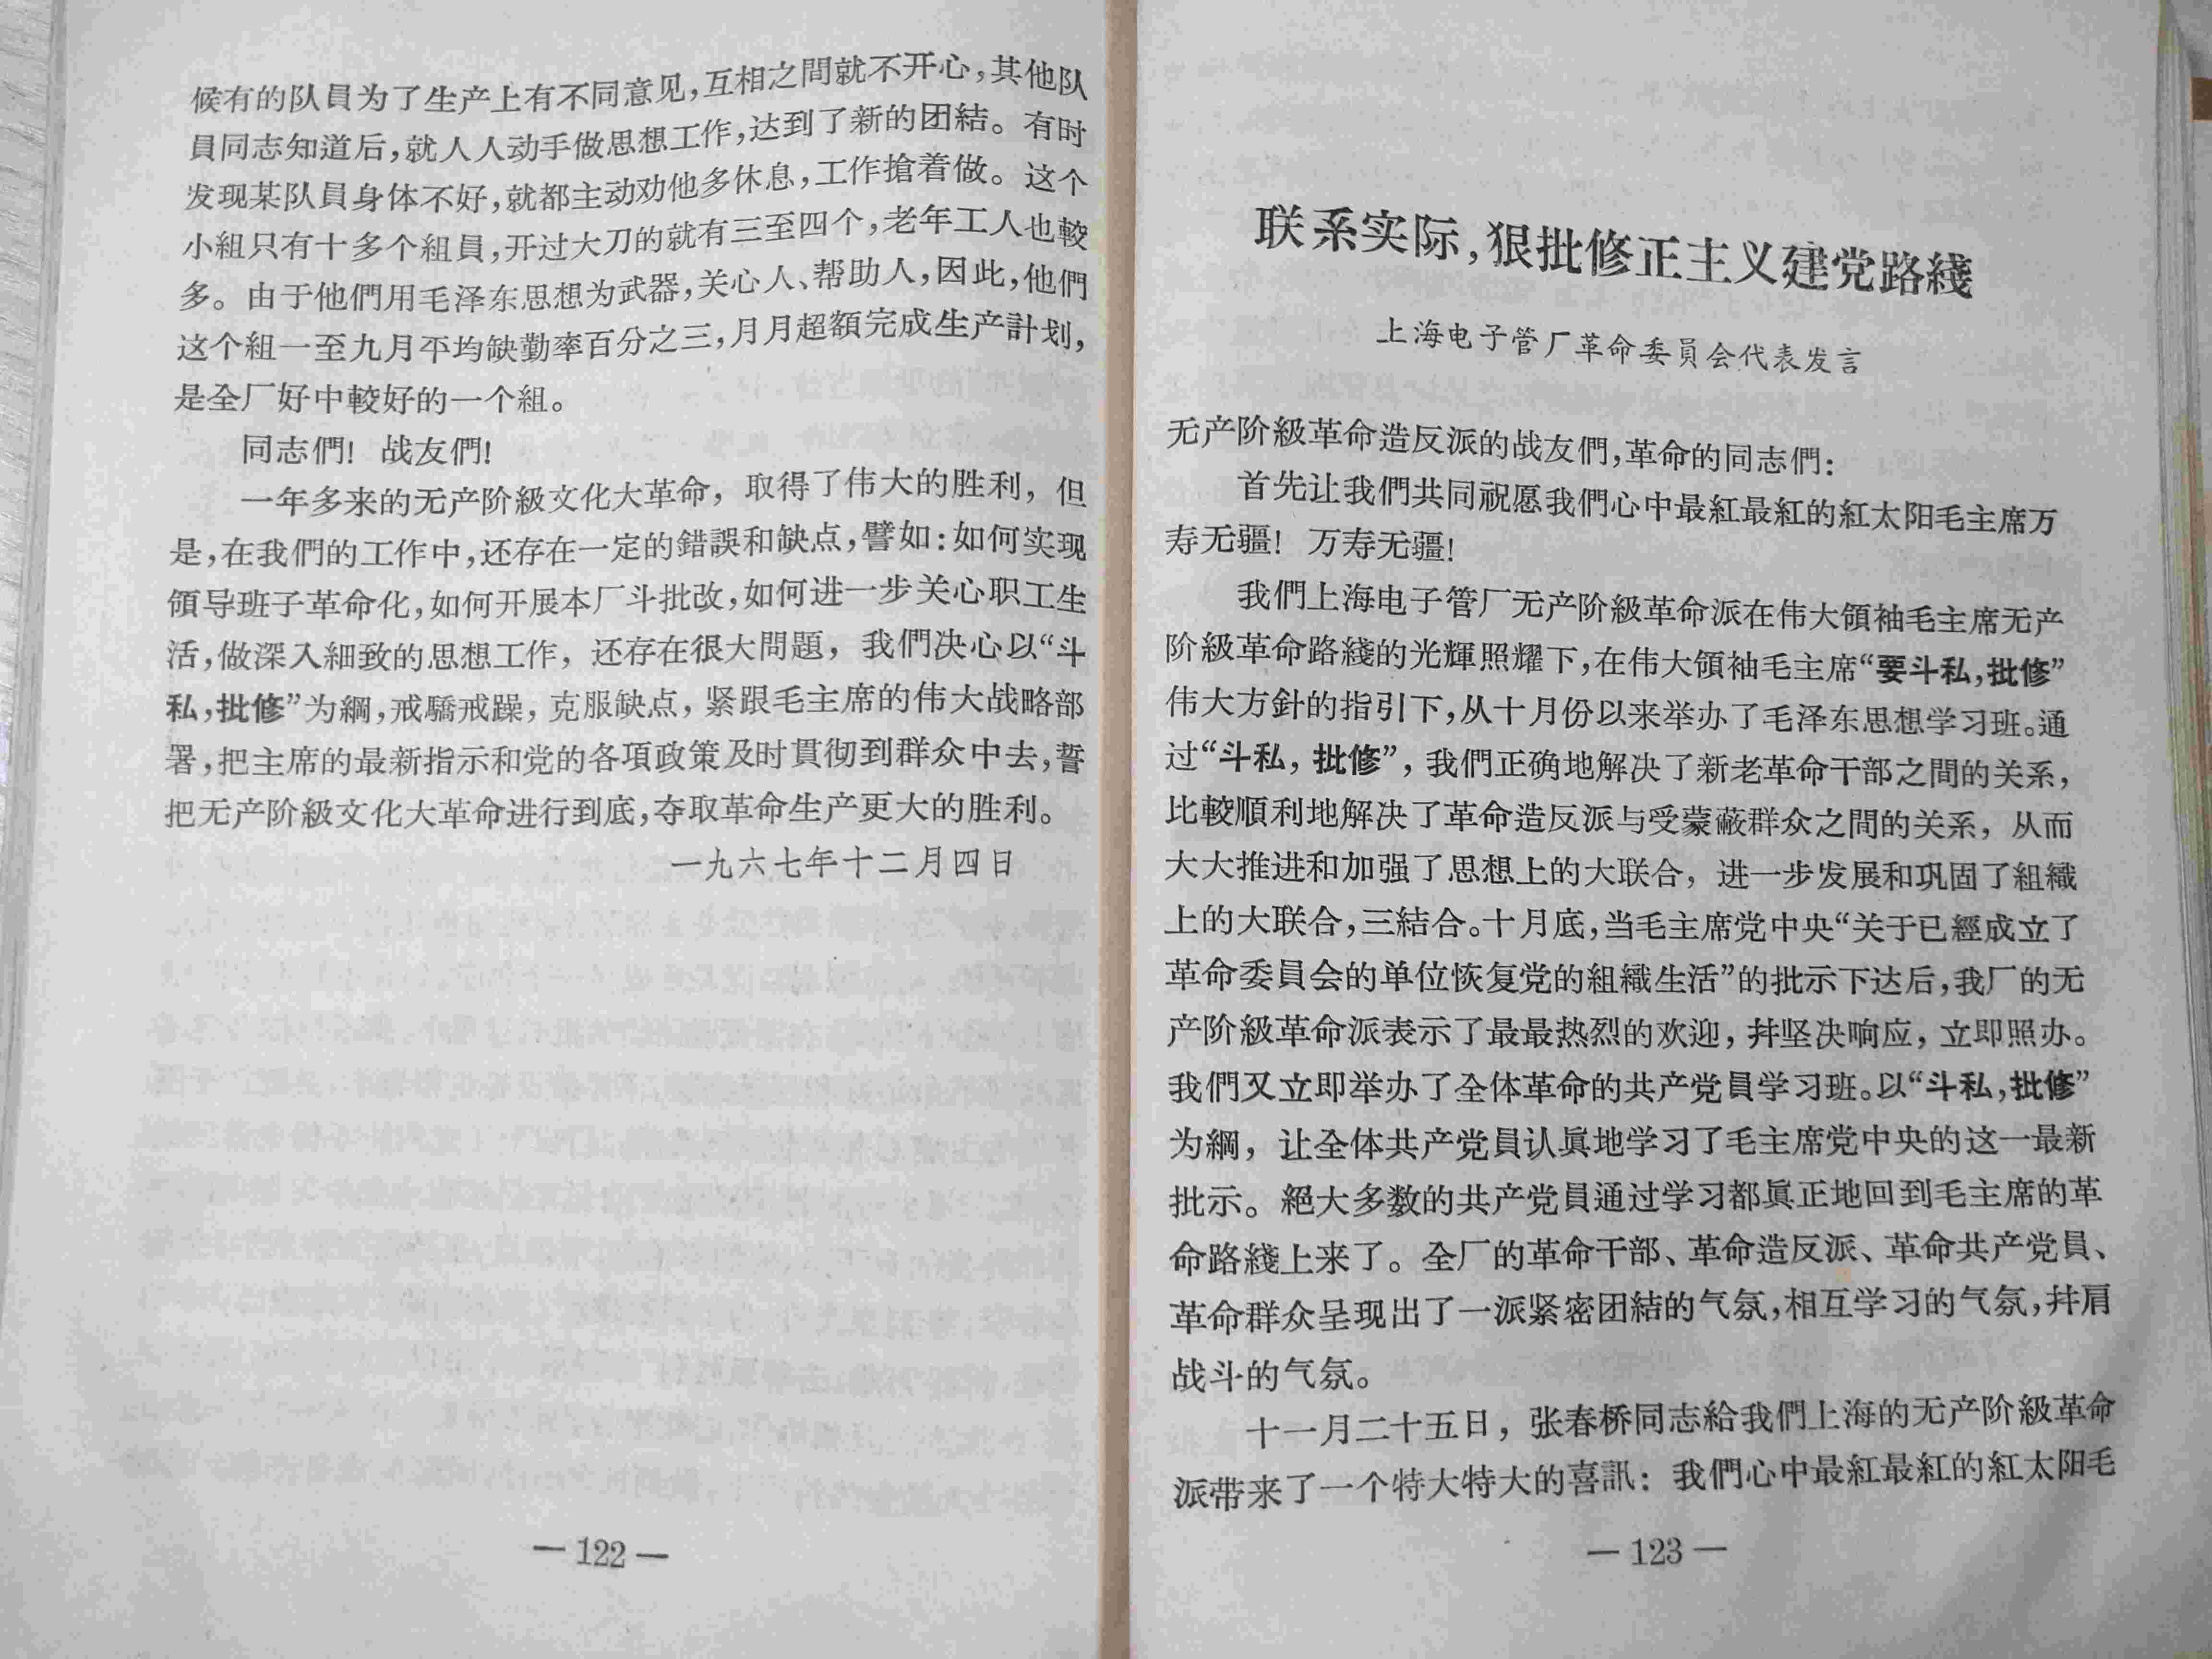 候有的队員为了生产上有不同意见，互相之間就不开心，其他队
員同志知道后，就人人动手做思想工作，达到了新的团結。有时
发现某队員身体不好，就都主动劝他多休息，工作搶着做。这个
小組只有十多个組員，开过大刀的就有三至四个，老年工人也較
多。由于他們用毛泽东思想为武器，关心人、帮助人，因此，他們
这个組一至九月平均缺勤率百分之三，月月超額完成生产計划，
是全厂好中較好的一个組。
同志們！战友們！
一年多来的无产阶級文化大革命，取得了伟大的胜利，但
是，在我們的工作中，还存在一定的錯誤和缺点，譬如：如何实现
領导班子革命化，如何开展本厂斗批改，如何进一步关心职工生
活，做深入細致的思想工作，还存在很大問題，我們决心以“斗
私，批修”为綱，戒驕戒躁，克服缺点，紧跟毛主席的伟大战略部
署，把主席的最新指示和党的各項政策及时貫彻到群众中去，誓
把无产阶級文化大革命进行到底，夺取革命生产更大的胜利。
一九六七年十二月四日
— 122 —
联系实际，狠批修正主义建党路綫
上海电子管厂革命委員会代表发言
无产阶級革命造反派的战友們，革命的同志們：
首先让我們共同祝愿我們心中最紅最紅的紅太阳毛主席万
寿无疆！万寿无疆！
我們上海电子管厂无产阶級革命派在伟大領袖毛主席无产
阶級革命路綫的光輝照耀下，在伟大領袖毛主席“要斗私，批修”
伟大方針的指引下，从十月份以来举办了毛泽东思想学习班。通
过“斗私，批修”，我們正确地解决了新老革命干部之間的关系，
比較順利地解决了革命造反派与受蒙蔽群众之間的关系，从而
大大推进和加强了思想上的大联合，进一步发展和巩固了組織
上的大联合，三結合。十月底，当毛主席党中央“关于已經成立了
革命委員会的单位恢复党的組織生活”的批示下达后，我厂的无
产阶級革命派表示了最最热烈的欢迎，幷坚决响应，立即照办。
我們又立即举办了全体革命的共产党員学习班。以“斗私，批修”
为綱，让全体共产党員认眞地学习了毛主席党中央的这一最新
批示。絕大多数的共产党員通过学习都眞正地回到毛主席的革
命路綫上来了。全厂的革命干部、革命造反派、革命共产党員、
革命群众呈现出了一派紧密团結的气氛，相互学习的气氛，幷肩
战斗的气氛。
十一月二十五日，张春桥同志給我們上海的无产阶級革命
派带来了一个特大特大的喜訊：我們心中最紅最紅的紅太阳毛
— 123 —